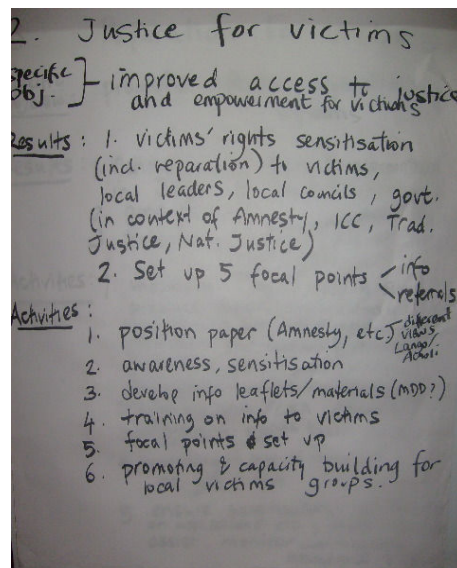 2. Justice for victims
specific obj. - improved access to justice
and empowerment for victims
Results : 1. victims' rights sensitisation
(incl. reparation) to victims,
local leaders, local councils, govt.
(in context of Amnesty, ICC, Trad.
Justice, Nat. Justice)
2. Set up 5 focal points - info
referrals
Activities :
1. position paper (Amnesty, etc) - different
views
Lango/
Acholi
2. awareness, sensitisation
3. develop info leaflets/materials (MDD?)
4. training on info to victims
5. focal points set up
6. promoting & capacity building for
local victims groups.